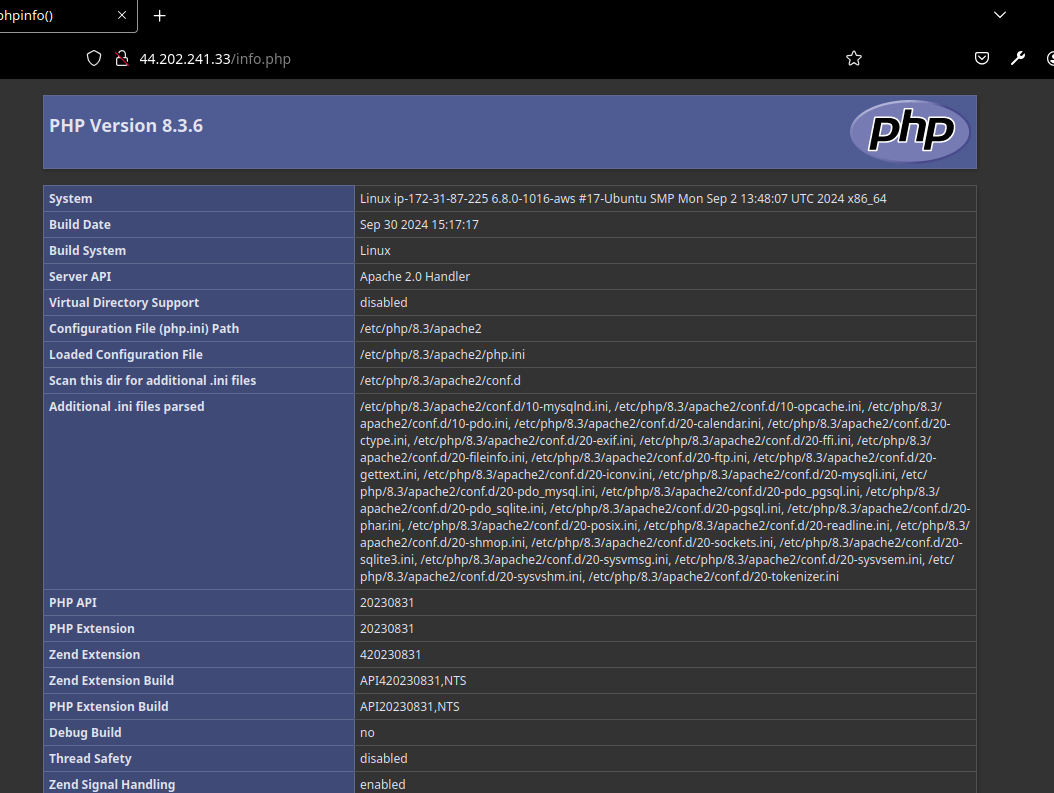 phpinfo()
44.202.241.33/info.php
PHP Version 8.3.6
php
System Linux ip-172-31-87-225 6.8.0-1016-aws #17-Ubuntu SMP Mon Sep 2 13:48:07 UTC 2024 x86_64
Build Date Sep 30 2024 15:17:17
Build System Linux
Server API Apache 2.0 Handler
Virtual Directory Support disabled
Configuration File (php.ini) Path /etc/php/8.3/apache2
Loaded Configuration File /etc/php/8.3/apache2/php.ini
Scan this dir for additional .ini files /etc/php/8.3/apache2/conf.d
Additional .ini files parsed /etc/php/8.3/apache2/conf.d/10-mysqlnd.ini, /etc/php/8.3/apache2/conf.d/10-opcache.ini, /etc/php/8.3/
apache2/conf.d/10-pdo.ini, /etc/php/8.3/apache2/conf.d/20-calendar.ini, /etc/php/8.3/apache2/conf.d/20-
ctype.ini, /etc/php/8.3/apache2/conf.d/20-exif.ini, /etc/php/8.3/apache2/conf.d/20-ffi.ini, /etc/php/8.3/
apache2/conf.d/20-fileinfo.ini, /etc/php/8.3/apache2/conf.d/20-ftp.ini, /etc/php/8.3/apache2/conf.d/20-
gettext.ini, /etc/php/8.3/apache2/conf.d/20-iconv.ini, /etc/php/8.3/apache2/conf.d/20-mysqli.ini, /etc/
php/8.3/apache2/conf.d/20-pdo_mysql.ini, /etc/php/8.3/apache2/conf.d/20-pdo_pgsql.ini, /etc/php/8.3/
apache2/conf.d/20-pdo_sqlite.ini, /etc/php/8.3/apache2/conf.d/20-pgsql.ini, /etc/php/8.3/apache2/conf.d/20-
phar.ini, /etc/php/8.3/apache2/conf.d/20-posix.ini, /etc/php/8.3/apache2/conf.d/20-readline.ini, /etc/php/8.3/
apache2/conf.d/20-shmop.ini, /etc/php/8.3/apache2/conf.d/20-sockets.ini, /etc/php/8.3/apache2/conf.d/20-
sqlite3.ini, /etc/php/8.3/apache2/conf.d/20-sysvmsg.ini, /etc/php/8.3/apache2/conf.d/20-sysvsem.ini, /etc/
php/8.3/apache2/conf.d/20-sysvshm.ini, /etc/php/8.3/apache2/conf.d/20-tokenizer.ini
PHP API 20230831
PHP Extension 20230831
Zend Extension 420230831
Zend Extension Build API420230831,NTS
PHP Extension Build API20230831,NTS
Debug Build no
Thread Safety disabled
Zend Signal Handling enabled